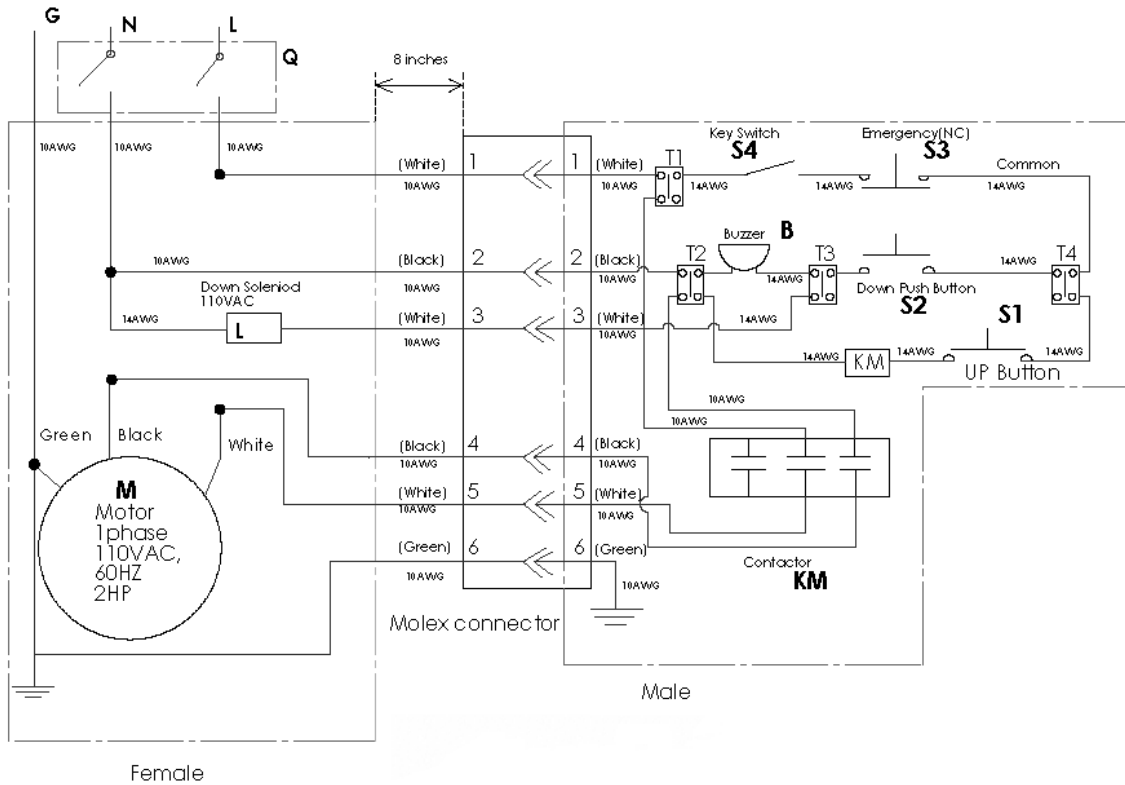 G N L
Q
8 inches
10AWG 10AWG 10AWG
(White) 1 1 (White) T1 Key Switch Emergency(NC)
S4 S3 Common
10AWG 10AWG 14AWG 14AWG 14AWG
Buzzer B
10AWG (Black) 2 2 (Black) T2 T3 14AWG T4
10AWG 10AWG 14AWG Down Push Button
S2
Down Soleniod
110VAC
14AWG L (White) 3 3 (White) 14AWG S1
10AWG 10AWG
14AWG KM 14AWG 14AWG
UP Button
10AWG
10AWG
Green Black White
(Black) 4 4 (Black)
10AWG 10AWG
(White) 5 5 (White)
10AWG 10AWG
(Green) 6 6 (Green)
10AWG 10AWG
M
Motor
1phase
110VAC,
60HZ
2HP
Contactor
KM
Molex connector
Male
Female